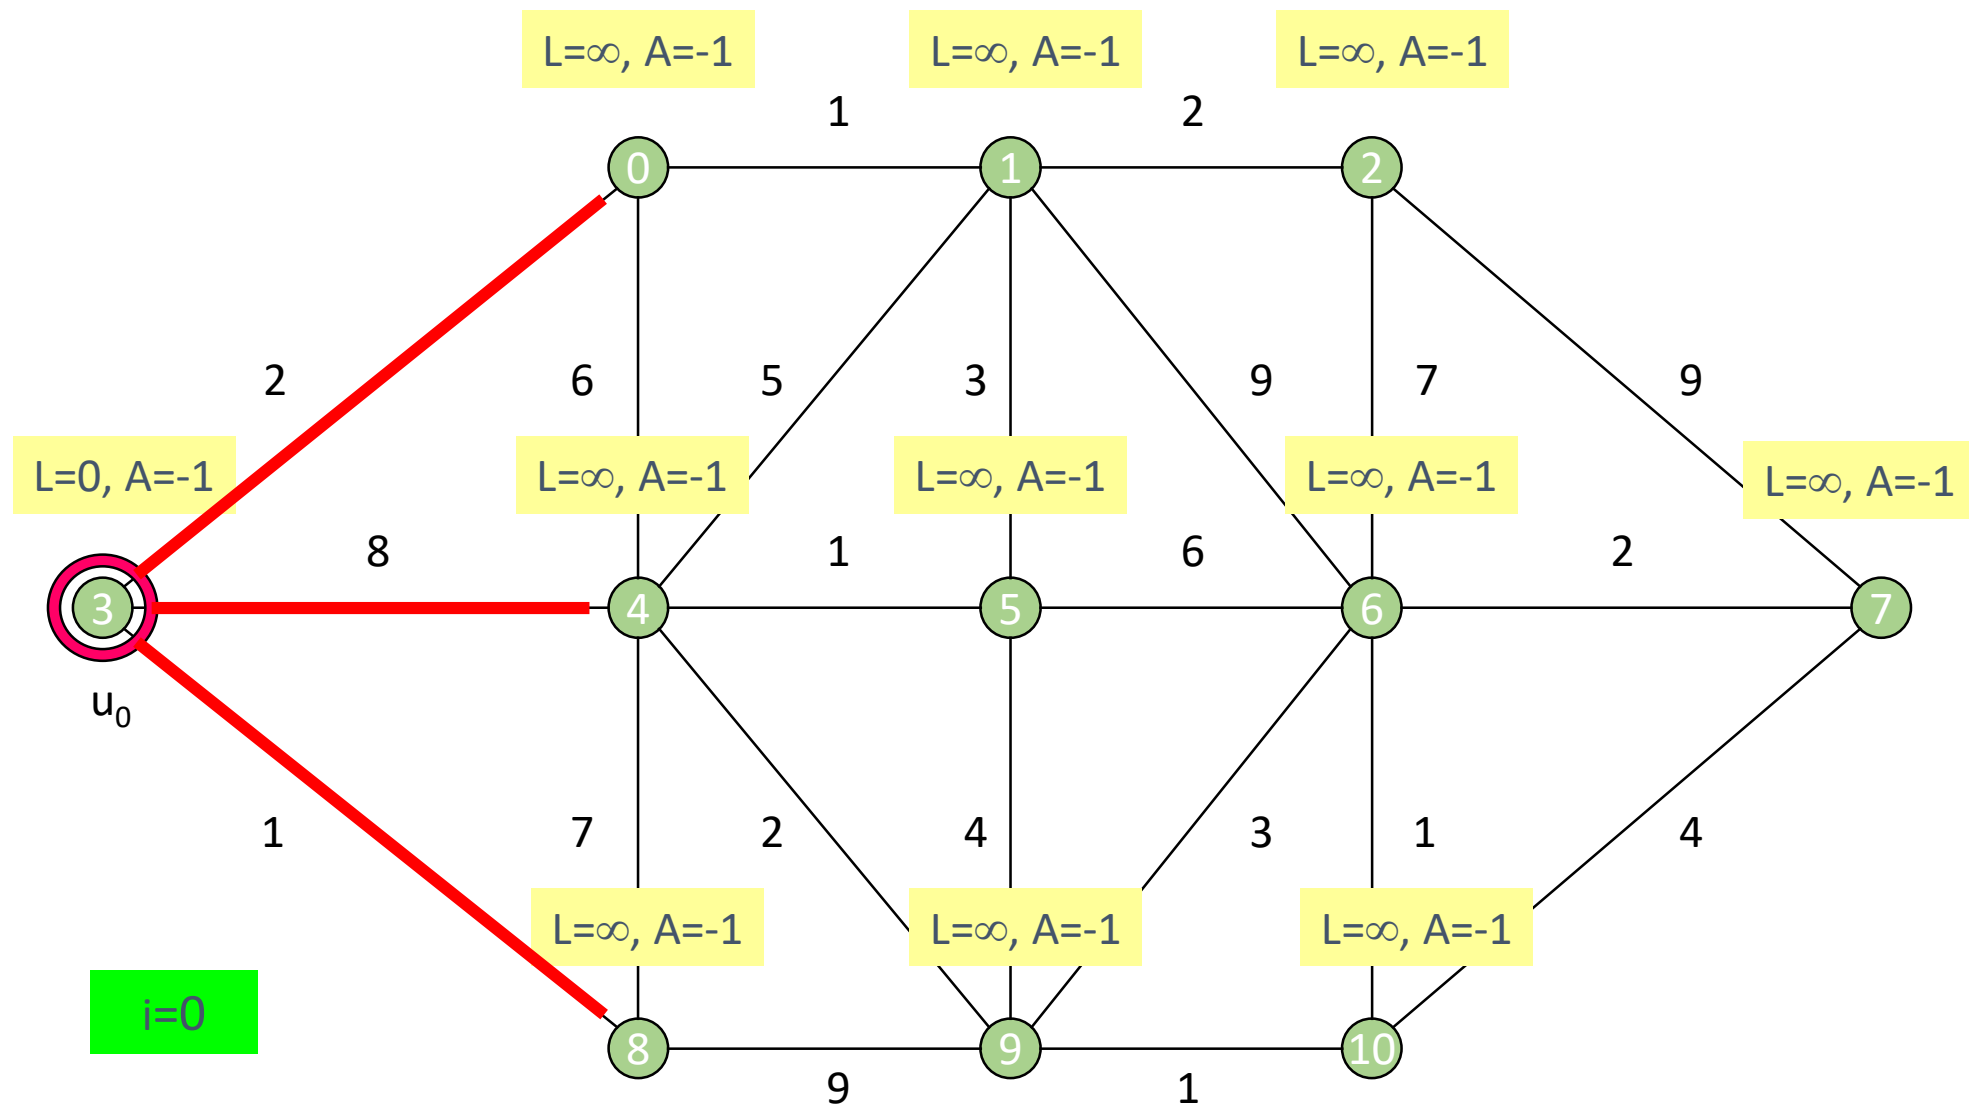 L=∞, A=-1 L=∞, A=-1 L=∞, A=-1
1 2
0 1 2
2 6 5 3 9 7 9
L=0, A=-1 L=∞, A=-1 L=∞, A=-1 L=∞, A=-1 L=∞, A=-1
8 1 6 2
3 4 5 6 7
u₀
1 7 2 4 3 1 4
L=∞, A=-1 L=∞, A=-1 L=∞, A=-1
i=0
8 9 10
9 1